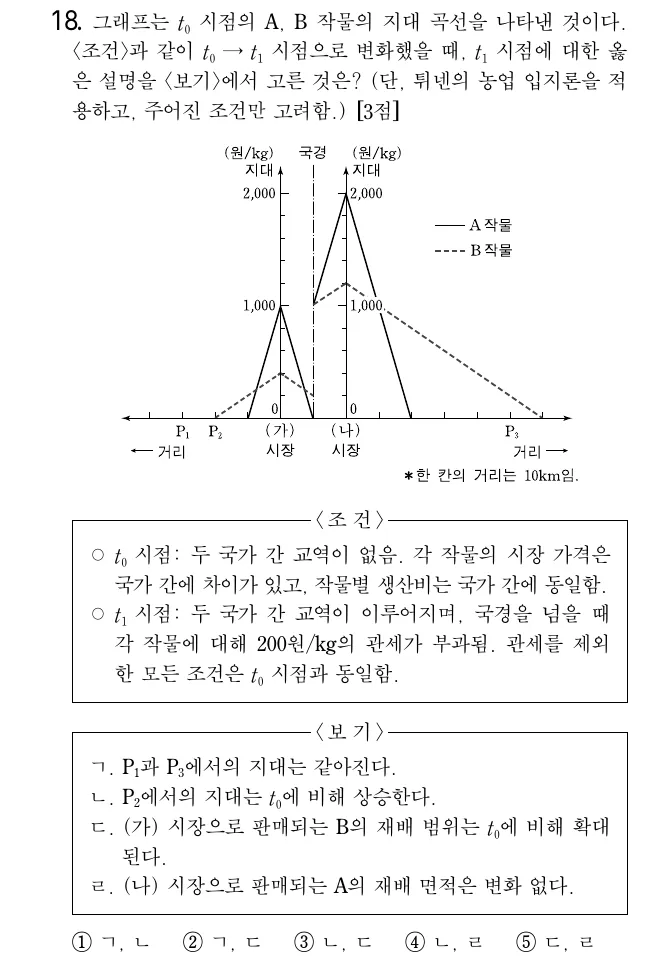 18. 그래프는 t₀ 시점의 A, B 작물의 지대 곡선을 나타낸 것이다.
〈조건〉과 같이 t₀ → t₁ 시점으로 변화했을 때, t₁ 시점에 대한 옳
은 설명을 〈보기〉에서 고른 것은? (단, 튀넨의 농업 입지론을 적
용하고, 주어진 조건만 고려함.) [3점]
(원/kg) 국경 (원/kg)
지대 지대
2,000 2,000
A 작물
B 작물
1,000 1,000
0 0
P₁ P₂ (가) (나) P₃
← 거리 시장 시장 거리 →
*한 칸의 거리는 10km임.
〈조 건〉
○ t₀ 시점: 두 국가 간 교역이 없음. 각 작물의 시장 가격은
국가 간에 차이가 있고, 작물별 생산비는 국가 간에 동일함.
○ t₁ 시점: 두 국가 간 교역이 이루어지며, 국경을 넘을 때
각 작물에 대해 200원/kg의 관세가 부과됨. 관세를 제외
한 모든 조건은 t₀ 시점과 동일함.
〈보 기〉
ㄱ. P₁과 P₃에서의 지대는 같아진다.
ㄴ. P₂에서의 지대는 t₀에 비해 상승한다.
ㄷ. (가) 시장으로 판매되는 B의 재배 범위는 t₀에 비해 확대
된다.
ㄹ. (나) 시장으로 판매되는 A의 재배 면적은 변화 없다.
① ㄱ, ㄴ ② ㄱ, ㄷ ③ ㄴ, ㄷ ④ ㄴ, ㄹ ⑤ ㄷ, ㄹ